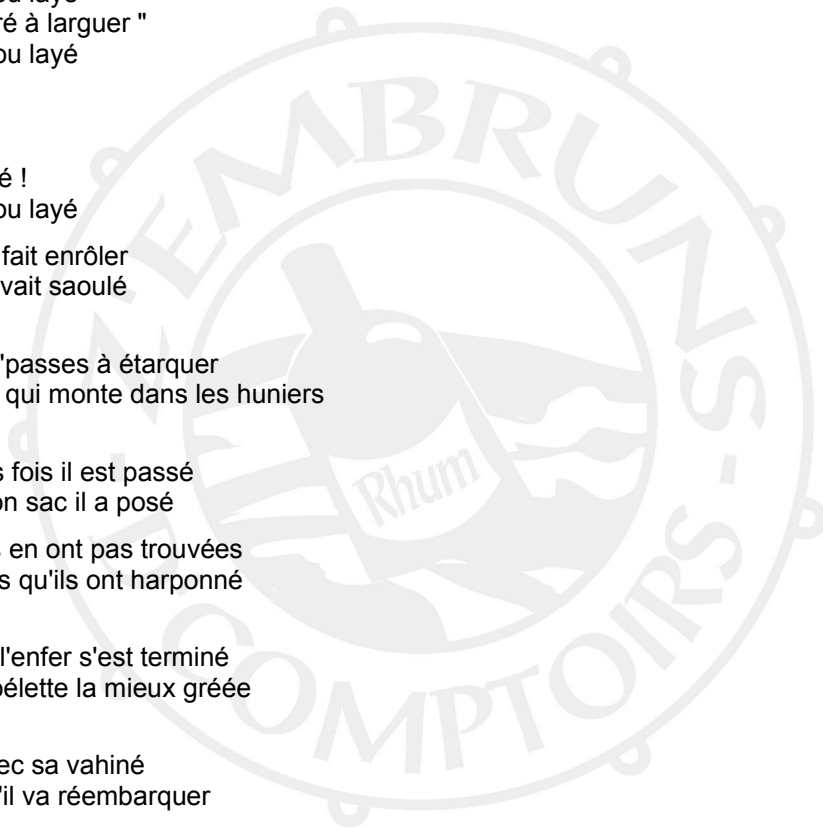 ou layé
ré à larguer "
ou layé
é !
ou layé
fait enrôler
vait saoulé
'passes à étarquer
qui monte dans les huniers
s fois il est passé
on sac il a posé
s en ont pas trouvées
s qu'ils ont harponné
l'enfer s'est terminé
bélette la mieux gréée
ec sa vahiné
'il va réembarquer
D'ZEMBRUNS - D'COMPTOIRS
Rhum